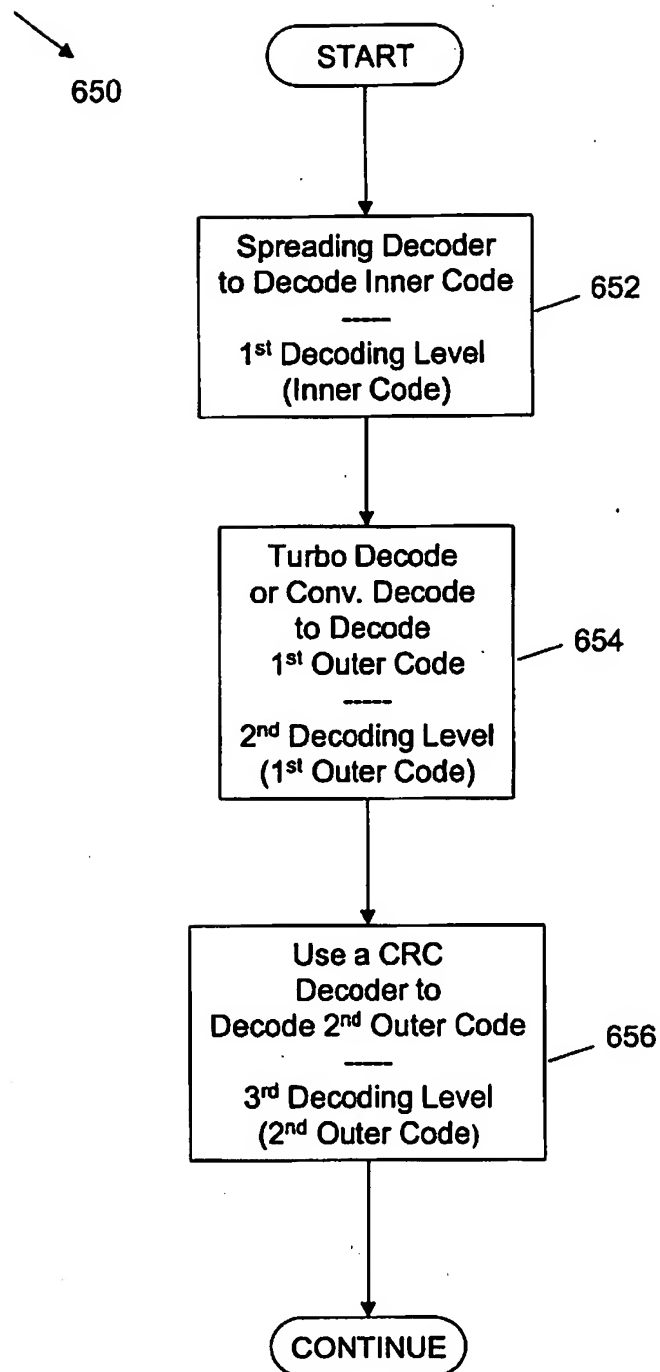 650
START
Spreading Decoder
to Decode Inner Code
-----
1st Decoding Level
(Inner Code)
652
Turbo Decode
or Conv. Decode
to Decode
1st Outer Code
-----
2nd Decoding Level
(1st Outer Code)
654
Use a CRC
Decoder to
Decode 2nd Outer Code
-----
3rd Decoding Level
(2nd Outer Code)
656
CONTINUE